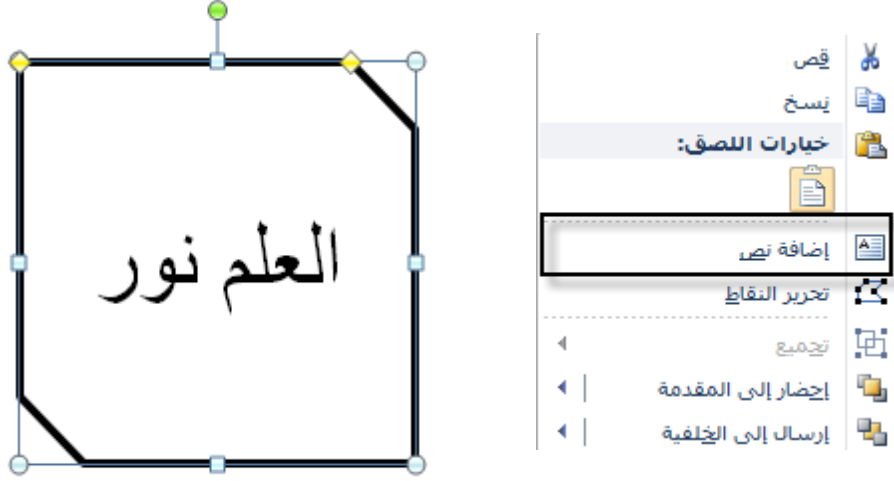 العلم نور
قص
نسخ
خيارات اللصق:
إضافة نص
تحرير النقاط
تجميع
إحضار إلى المقدمة
إرسال إلى الخلفية